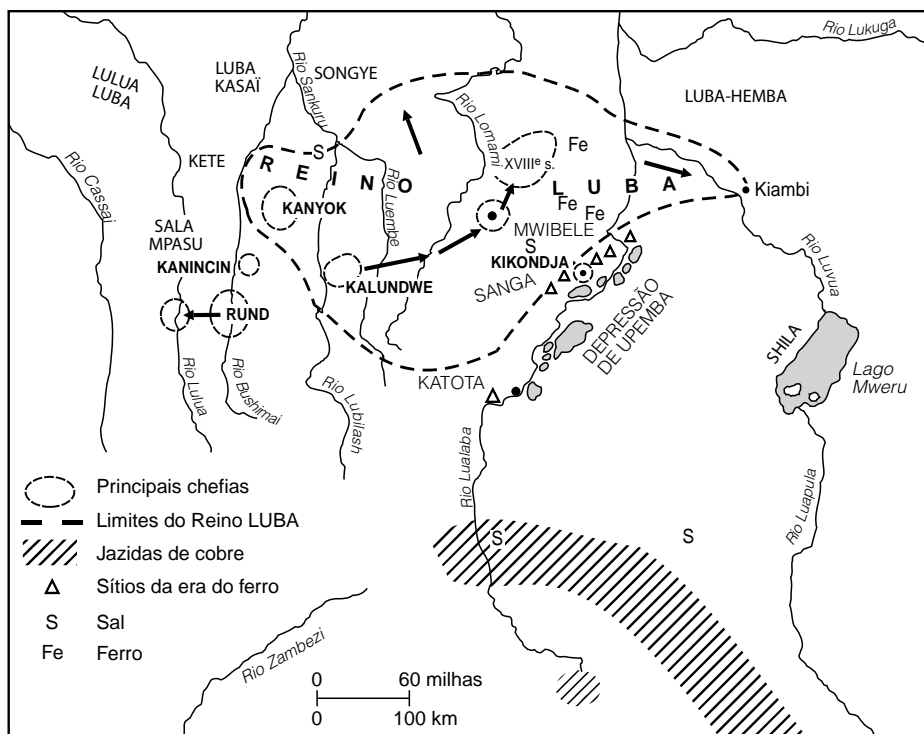 Rio Lukuga
LULUA
LUBA
LUBA
KASAÏ
Rio Sankuru
SONGYE
Rio Lomami
LUBA-HEMBA
Rio Cassai
KETE
S
REINO
Rio Luembe
XVIIIe s.
Fe
LUBA
Fe
Fe
Kiambi
KANYOK
SALA
MPASU
KANINCIN
MWIBELE
S
KIKONDJA
SANGA
KALUNDWE
RUND
Rio Luvua
DEPRESSÃO
DE UPEMBA
SHILA
Lago
Mweru
Rio Lulua
Rio Bushimai
Rio Lubilash
KATOTA
Rio Lualaba
Rio Luapula
S
S
Principais chefias
Limites do Reino LUBA
Jazidas de cobre
Sítios da era do ferro
S Sal
Fe Ferro
Rio Zambezi
0 60 milhas
0 100 km